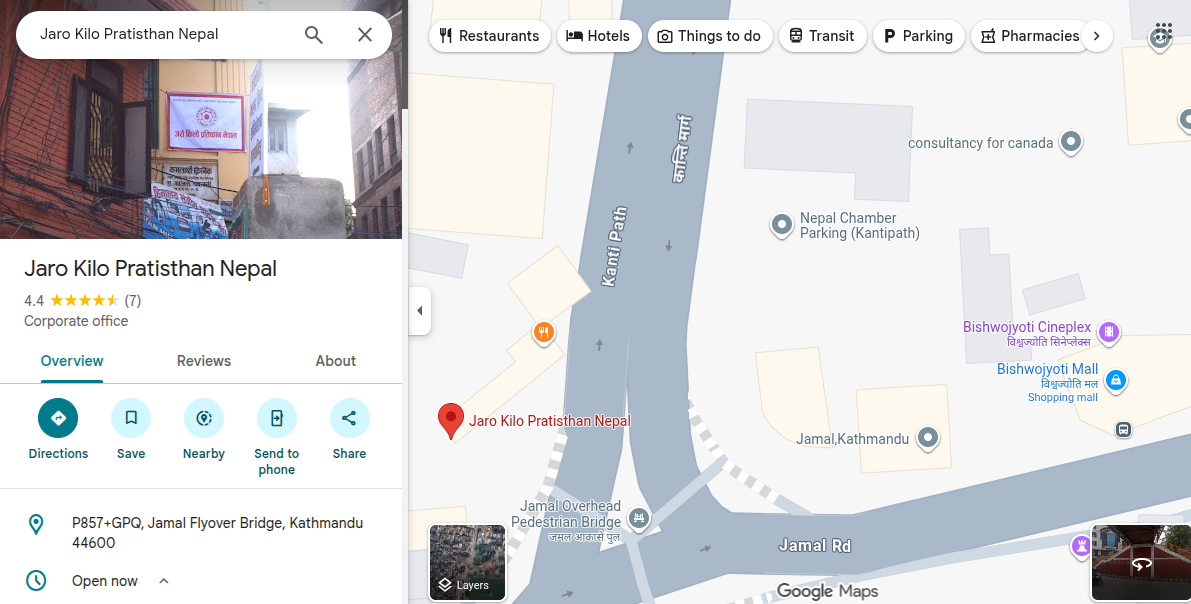 Jaro Kilo Pratisthan Nepal
जरो किलो प्रतिष्ठान नेपाल
Jaro Kilo Pratisthan Nepal
4.4
(7)
Corporate office
Overview
Reviews
About
Directions
Save
Nearby
Send to
phone
Share
P857+GPQ, Jamal Flyover Bridge, Kathmandu
44600
Open now
Restaurants
Hotels
Things to do
Transit
Parking
Pharmacies
कान्ति मार्ग
consultancy for canada
Nepal Chamber
Parking (Kantipath)
Kanti Path
Bishwojyoti Cineplex
विश्वज्योति सिनेप्लेक्स
Bishwojyoti Mall
विश्वज्योति मल
Shopping mall
Jaro Kilo Pratisthan Nepal
Jamal,Kathmandu
Jamal Overhead
Pedestrian Bridge
जमल आकासे पुल
Jamal Rd
Layers
Google Maps